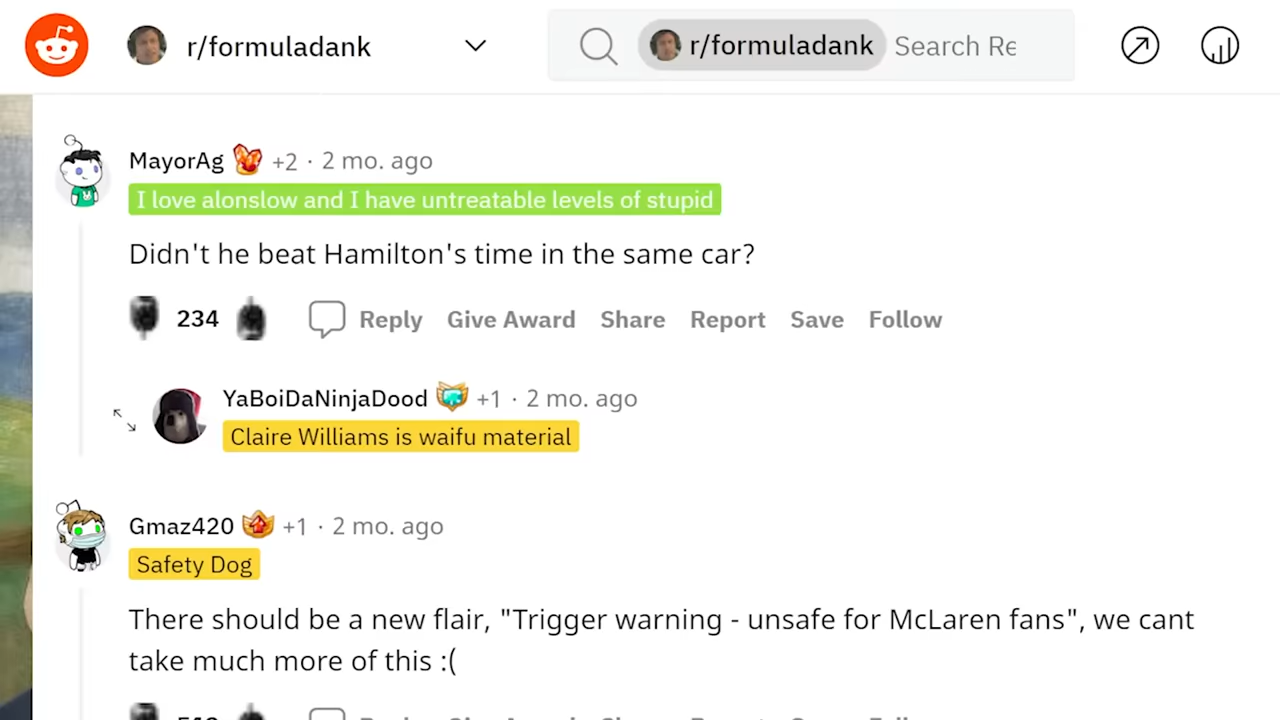 r/formuladank
r/formuladank Search Re
MayorAg +2 · 2 mo. ago
I love alonslow and I have untreatable levels of stupid
Didn't he beat Hamilton's time in the same car?
234 Reply Give Award Share Report Save Follow
YaBoiDaNinjaDood +1 · 2 mo. ago
Claire Williams is waifu material
Gmaz420 +1 · 2 mo. ago
Safety Dog
There should be a new flair, "Trigger warning - unsafe for McLaren fans", we cant
take much more of this :(